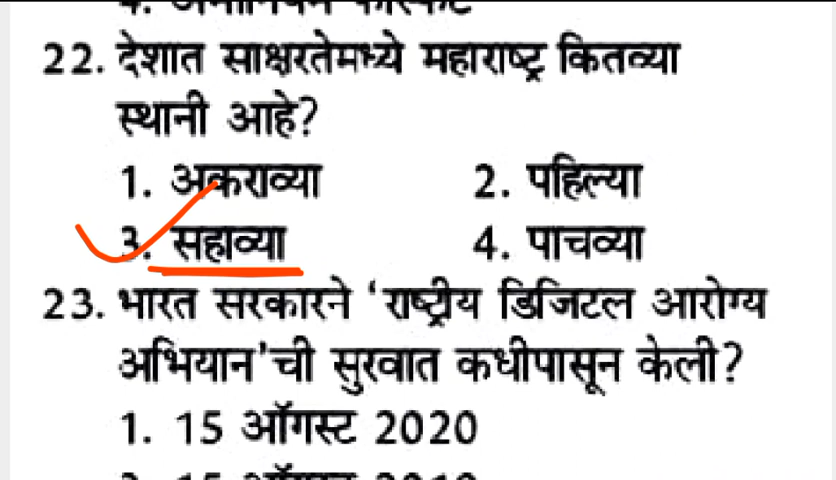 22. देशात साक्षरतेमध्ये महाराष्ट्र कितव्या
स्थानी आहे?
1. अकराव्या 2. पहिल्या
3. सहाव्या 4. पाचव्या
23. भारत सरकारने ‘राष्ट्रीय डिजिटल आरोग्य
अभियान’ची सुरवात कधीपासून केली?
1. 15 ऑगस्ट 2020